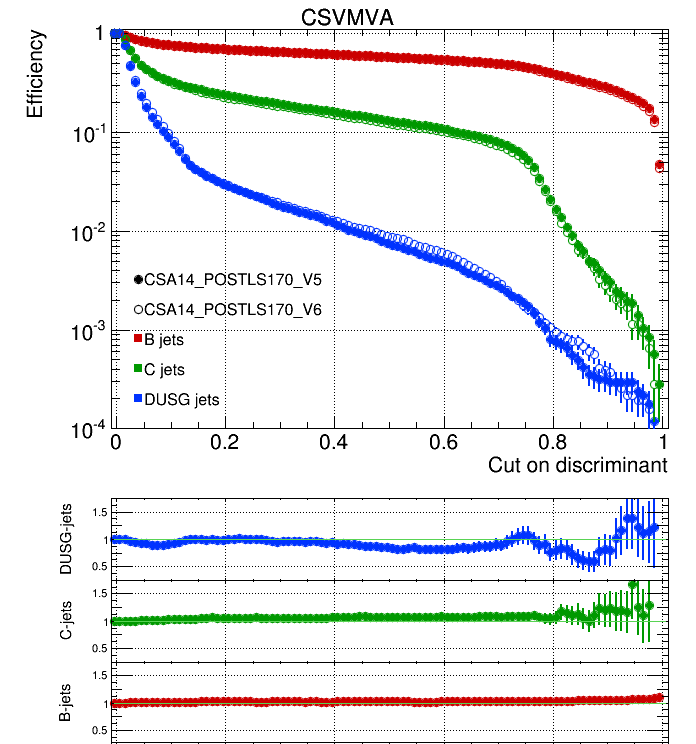 CSVMVA
Efficiency
1
10^-1
10^-2
10^-3
10^-4
CSA14_POSTLS170_V5
CSA14_POSTLS170_V6
B jets
C jets
DUSG jets
0 0.2 0.4 0.6 0.8 1
Cut on discriminant
DUSG-jets
1.5
1
0.5
C-jets
1.5
1
0.5
B-jets
1.5
1
0.5